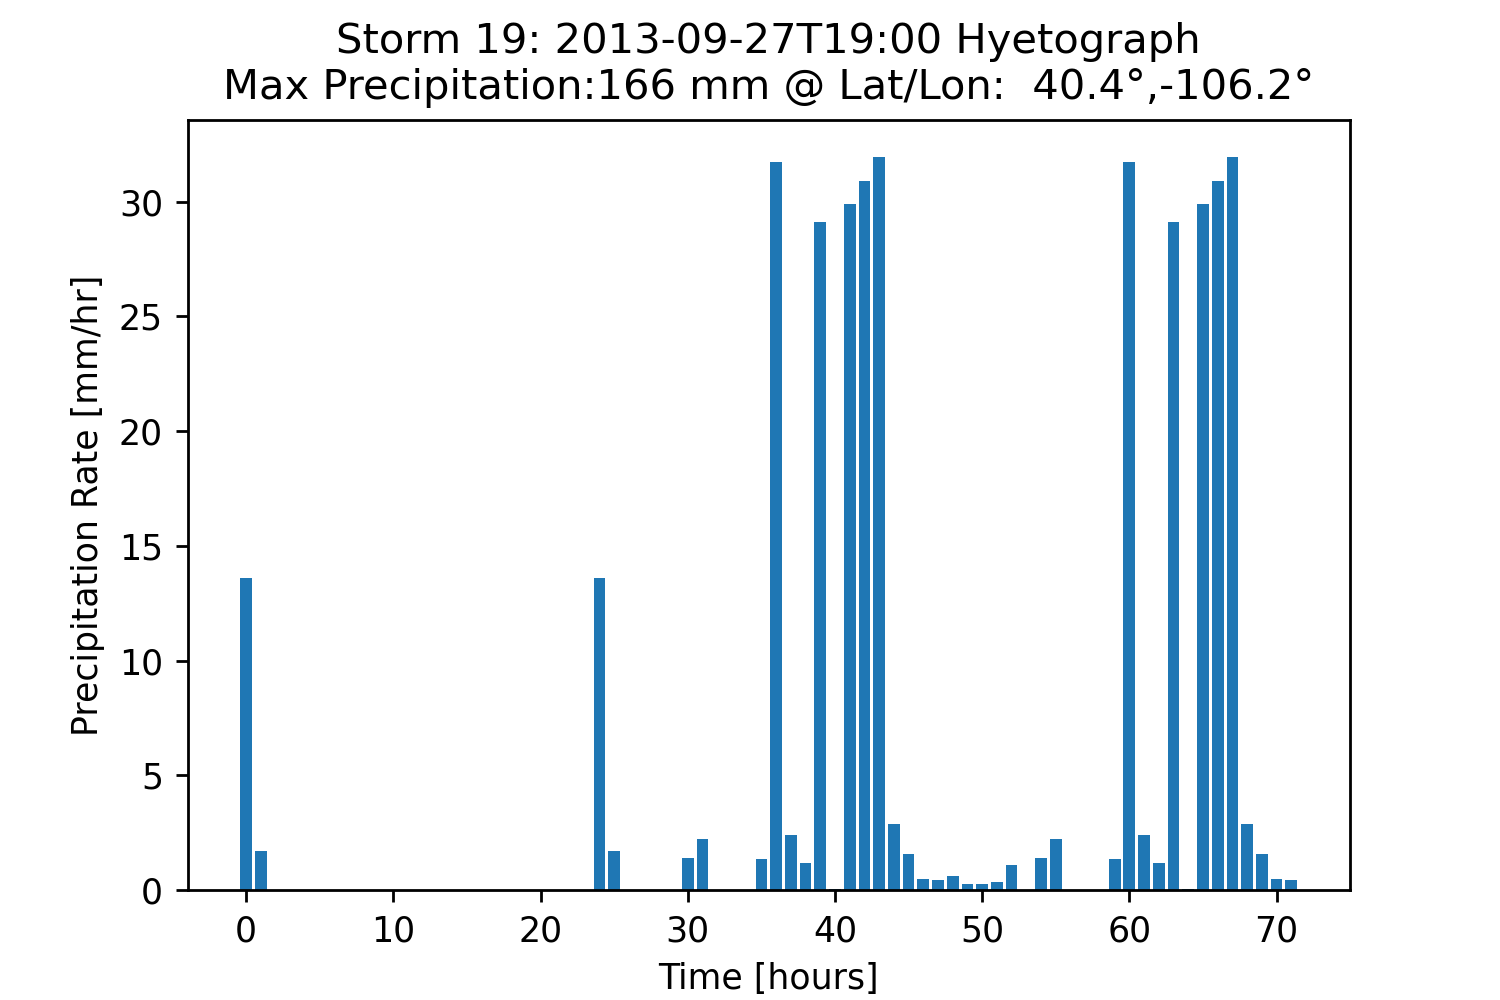 Storm 19: 2013-09-27T19:00 Hyetograph
Max Precipitation:166 mm @ Lat/Lon:  40.4°,-106.2°
Precipitation Rate [mm/hr]
30
25
20
15
10
5
0
0 10 20 30 40 50 60 70
Time [hours]